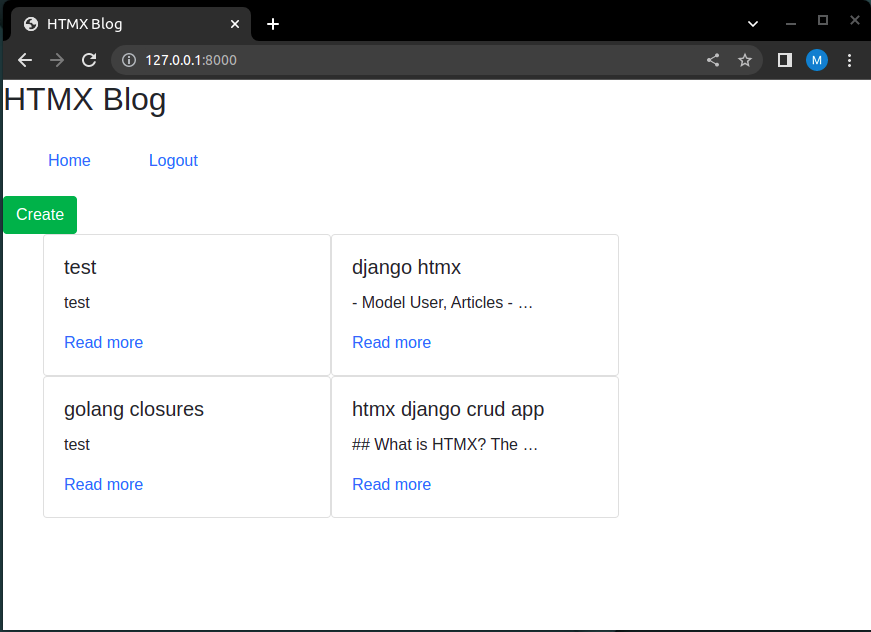 HTMX Blog
127.0.0.1:8000
M
HTMX Blog
Home Logout
Create
test
test
Read more
django htmx
- Model User, Articles - …
Read more
golang closures
test
Read more
htmx django crud app
## What is HTMX? The …
Read more